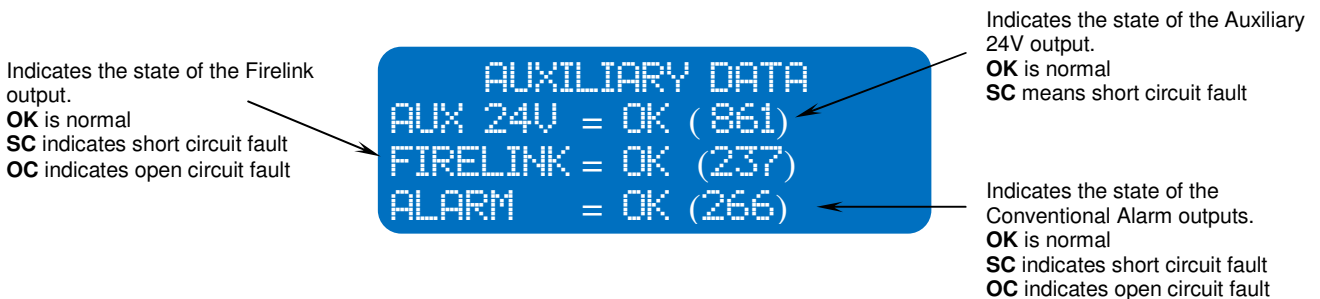 Indicates the state of the Firelink
output.
OK is normal
SC indicates short circuit fault
OC indicates open circuit fault
AUXILIARY DATA
AUX 24V = OK ( 861)
FIRELINK = OK (237)
ALARM = OK (266)
Indicates the state of the Auxiliary
24V output.
OK is normal
SC means short circuit fault
Indicates the state of the
Conventional Alarm outputs.
OK is normal
SC indicates short circuit fault
OC indicates open circuit fault